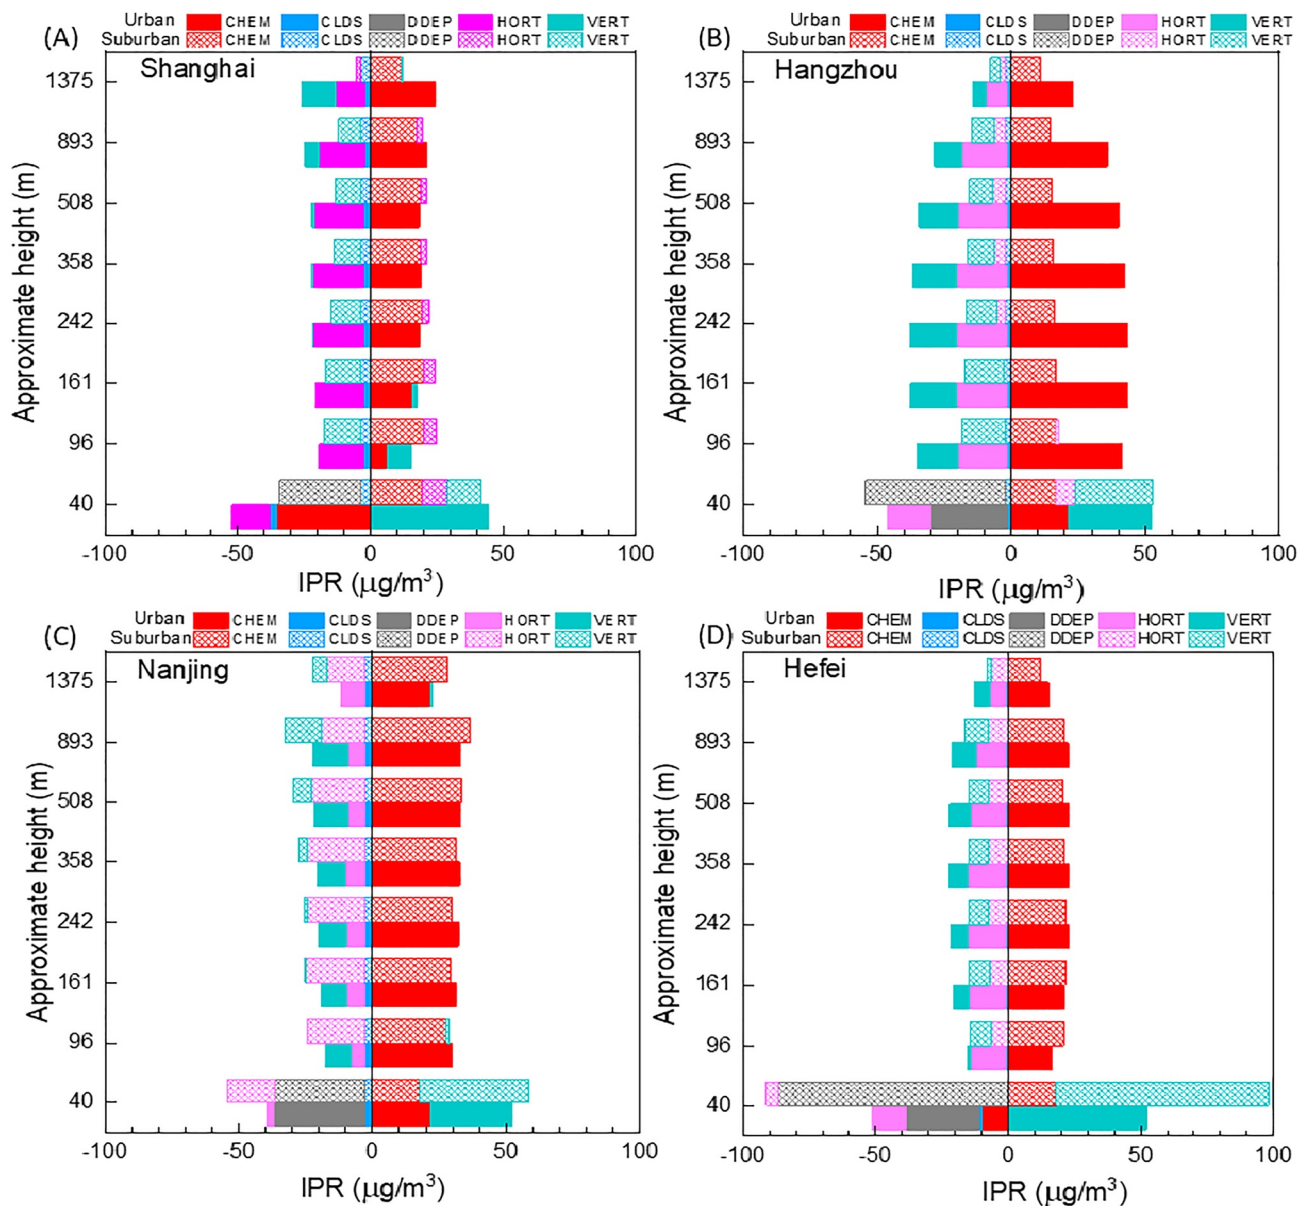 (A)
Urban CHEM CLDS DDEP HORT VERT
Suburban CHEM CLDS DDEP HORT VERT
Shanghai
Approximate height (m)
1375
893
508
358
242
161
96
40
-100 -50 0 50 100
IPR (μg/m³)
(B)
Urban CHEM CLDS DDEP HORT VERT
Suburban CHEM CLDS DDEP HORT VERT
Hangzhou
Approximate height (m)
1375
893
508
358
242
161
96
40
-100 -50 0 50 100
IPR (μg/m³)
(C)
Urban CHEM CLDS DDEP HORT VERT
Suburban CHEM CLDS DDEP HORT VERT
Nanjing
Approximate height (m)
1375
893
508
358
242
161
96
40
-100 -50 0 50 100
IPR (μg/m³)
(D)
Urban CHEM CLDS DDEP HORT VERT
Suburban CHEM CLDS DDEP HORT VERT
Hefei
Approximate height (m)
1375
893
508
358
242
161
96
40
-100 -50 0 50 100
IPR (μg/m³)